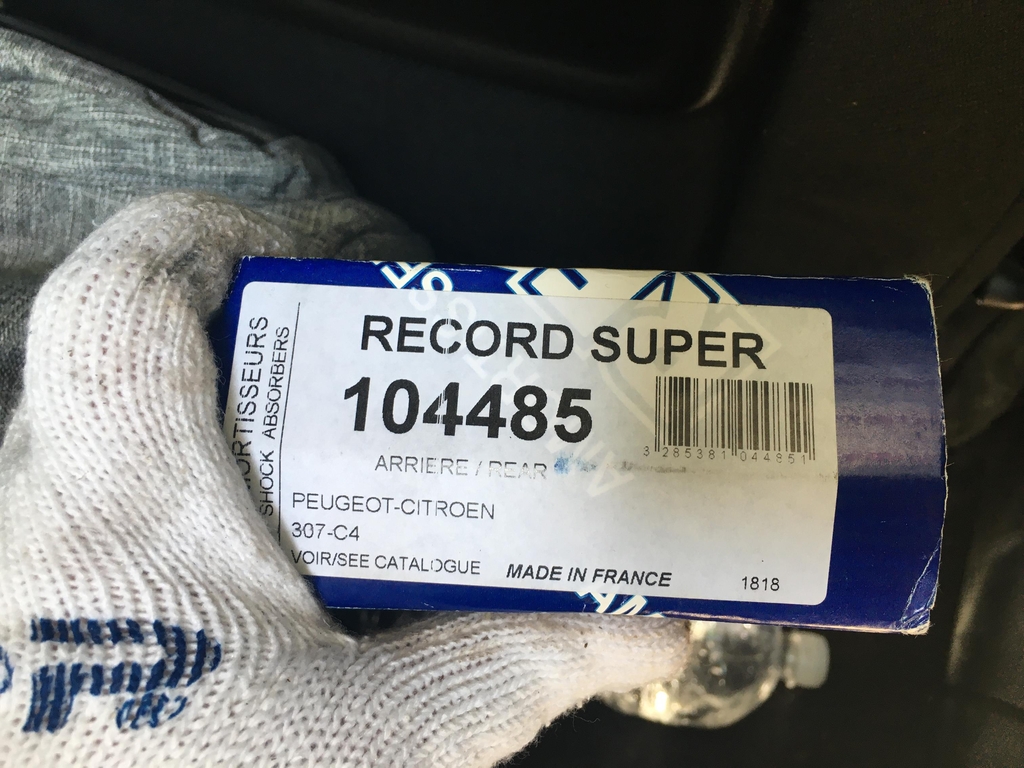 SHOCK ABSORBERS
RECORD SUPER
104485
3 285381 044851
ARRIERE / REAR
PEUGEOT-CITROEN
307-C4
VOIR/SEE CATALOGUE
MADE IN FRANCE
1818